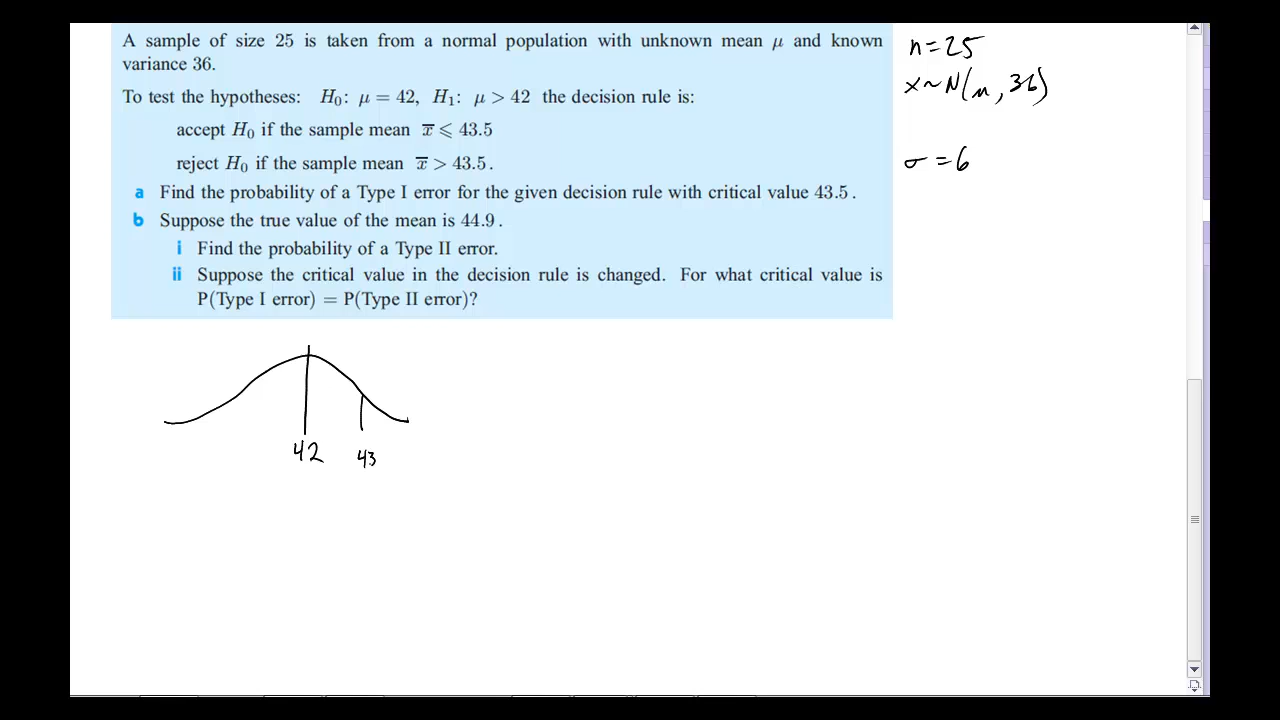 A sample of size 25 is taken from a normal population with unknown mean μ and known
variance 36.
To test the hypotheses: H₀: μ = 42, H₁: μ > 42 the decision rule is:
accept H₀ if the sample mean x̅ ⩽ 43.5
reject H₀ if the sample mean x̅ > 43.5.
a Find the probability of a Type I error for the given decision rule with critical value 43.5.
b Suppose the true value of the mean is 44.9.
i Find the probability of a Type II error.
ii Suppose the critical value in the decision rule is changed. For what critical value is
P(Type I error) = P(Type II error)?
n=25
x~N(μ, 36)
σ=6
42
43